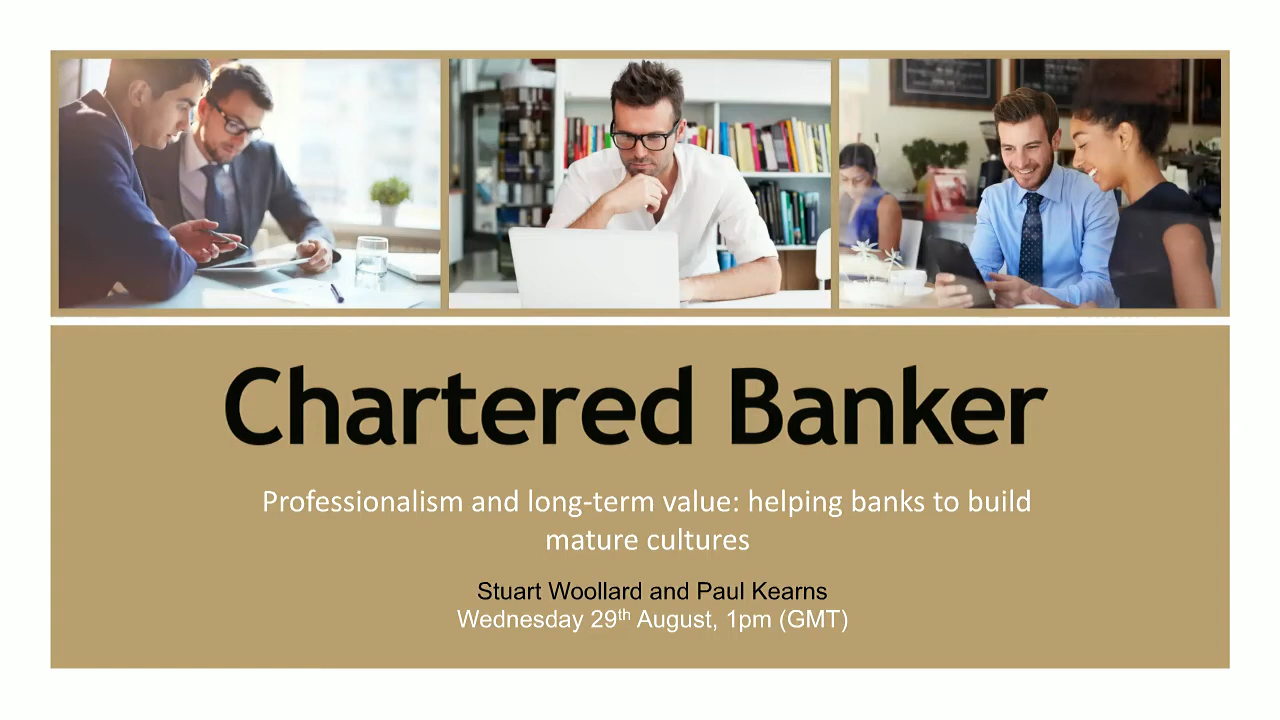 Chartered Banker
Professionalism and long-term value: helping banks to build
mature cultures
Stuart Woollard and Paul Kearns
Wednesday 29th August, 1pm (GMT)